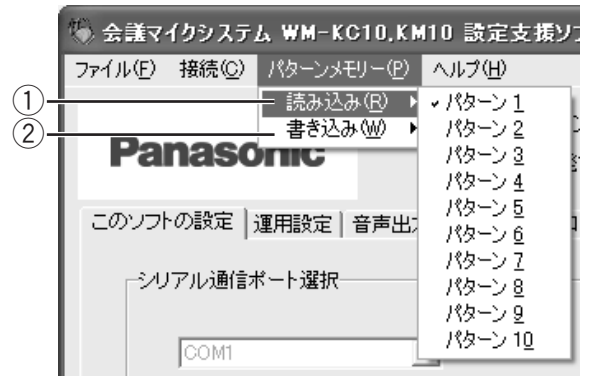 会議マイクシステム WM-KC10,KM10 設定支援ソ
ファイル(F) 接続(C) パターンメモリー(P) ヘルプ(H)
① 読み込み(R)
② 書き込み(W)
パターン 1
パターン 2
パターン 3
パターン 4
パターン 5
パターン 6
パターン 7
パターン 8
パターン 9
パターン 10
Panasonic
このソフトの設定 運用設定 音声出
シリアル通信ポート選択
COM1